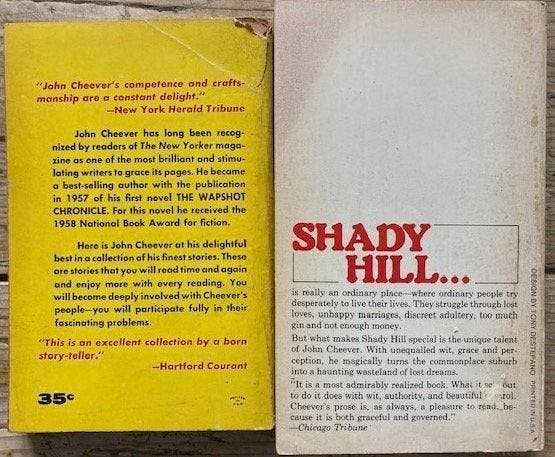 "John Cheever's competence and crafts-
manship are a constant delight."
—New York Herald Tribune
John Cheever has long been recog-
nized by readers of The New Yorker maga-
zine as one of the most brilliant and stimu-
lating writers to grace its pages. He became
a best-selling author with the publication
in 1957 of his first novel THE WAPSHOT
CHRONICLE. For this novel he received the
1958 National Book Award for fiction.
Here is John Cheever at his delightful
best in a collection of his finest stories. These
are stories that you will read time and again
and enjoy more with every reading. You
will become deeply involved with Cheever's
people—you will participate fully in their
fascinating problems.
"This is an excellent collection by a born
story-teller."
—Hartford Courant
35c
PRINTED
IN
U.S.A.
SHADY
HILL...
is really an ordinary place—where ordinary people try
desperately to live their lives. They struggle through lost
loves, unhappy marriages, discreet adultery, too much
gin and not enough money.
But what makes Shady Hill special is the unique talent
of John Cheever. With unequalled wit, grace and per-
ception, he magically turns the commonplace suburb
into a haunting wasteland of lost dreams.
"It is a most admirably realized book. What it out
to do it does with wit, authority, and beautiful
Cheever's prose is, as always, a pleasure to read, be-
cause it is both graceful and governed."
—Chicago Tribune
DESIGN BY TONY DESTEFANO PRINTED IN U.S.A.